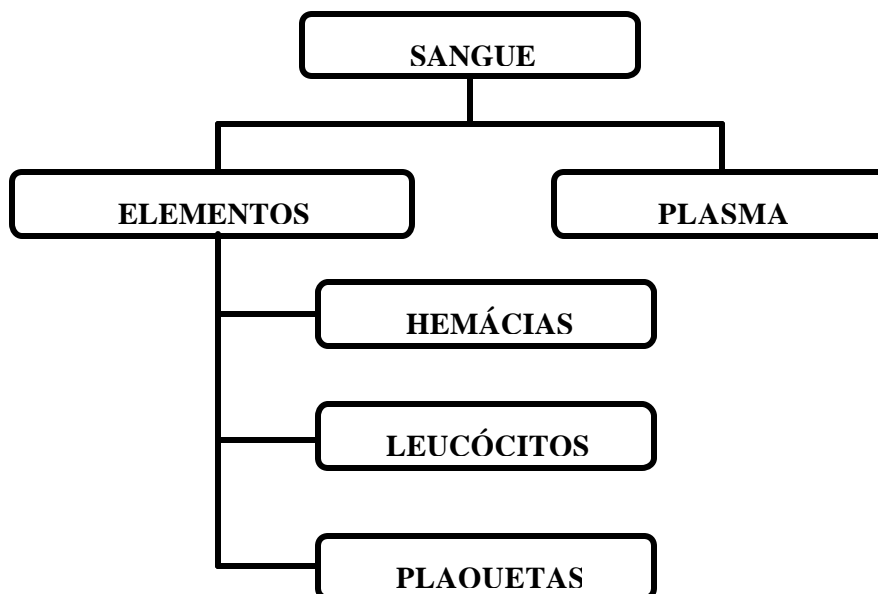 SANGUE
ELEMENTOS
PLASMA
HEMÁCIAS
LEUCÓCITOS
PLAQUETAS